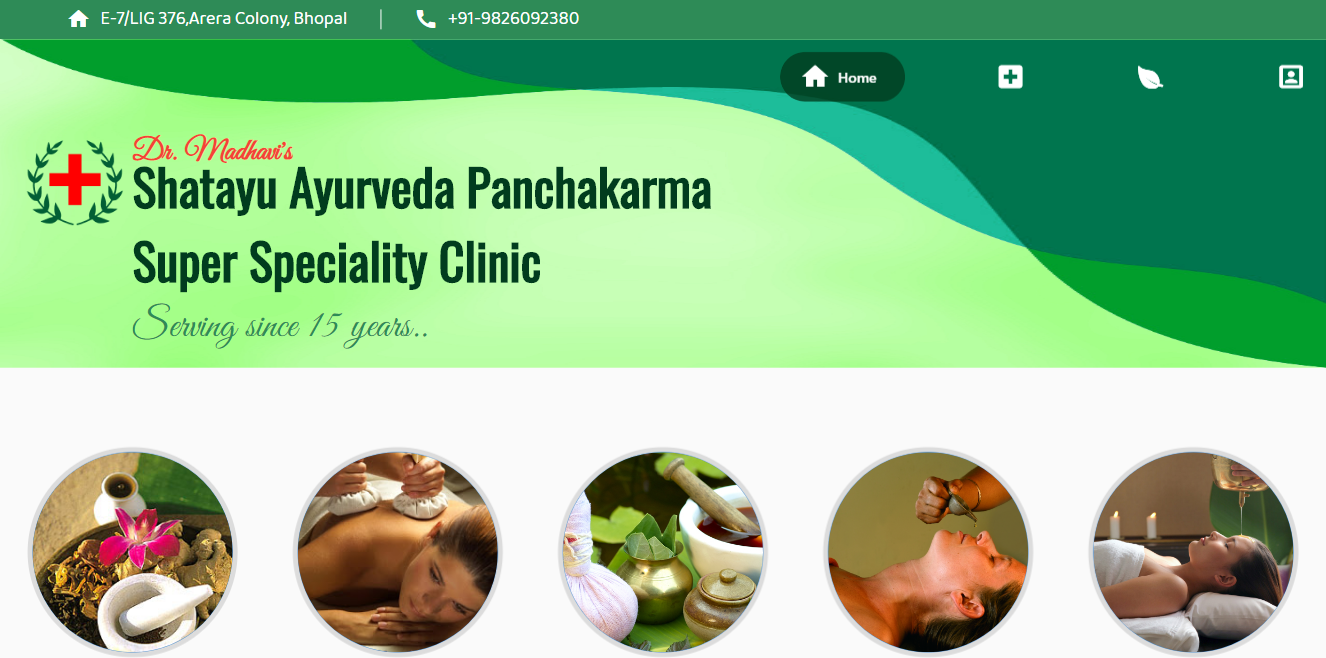 E-7/LIG 376,Arera Colony, Bhopal
+91-9826092380
Home
Dr. Madhavi's
Shatayu Ayurveda Panchakarma
Super Speciality Clinic
Serving since 15 years..